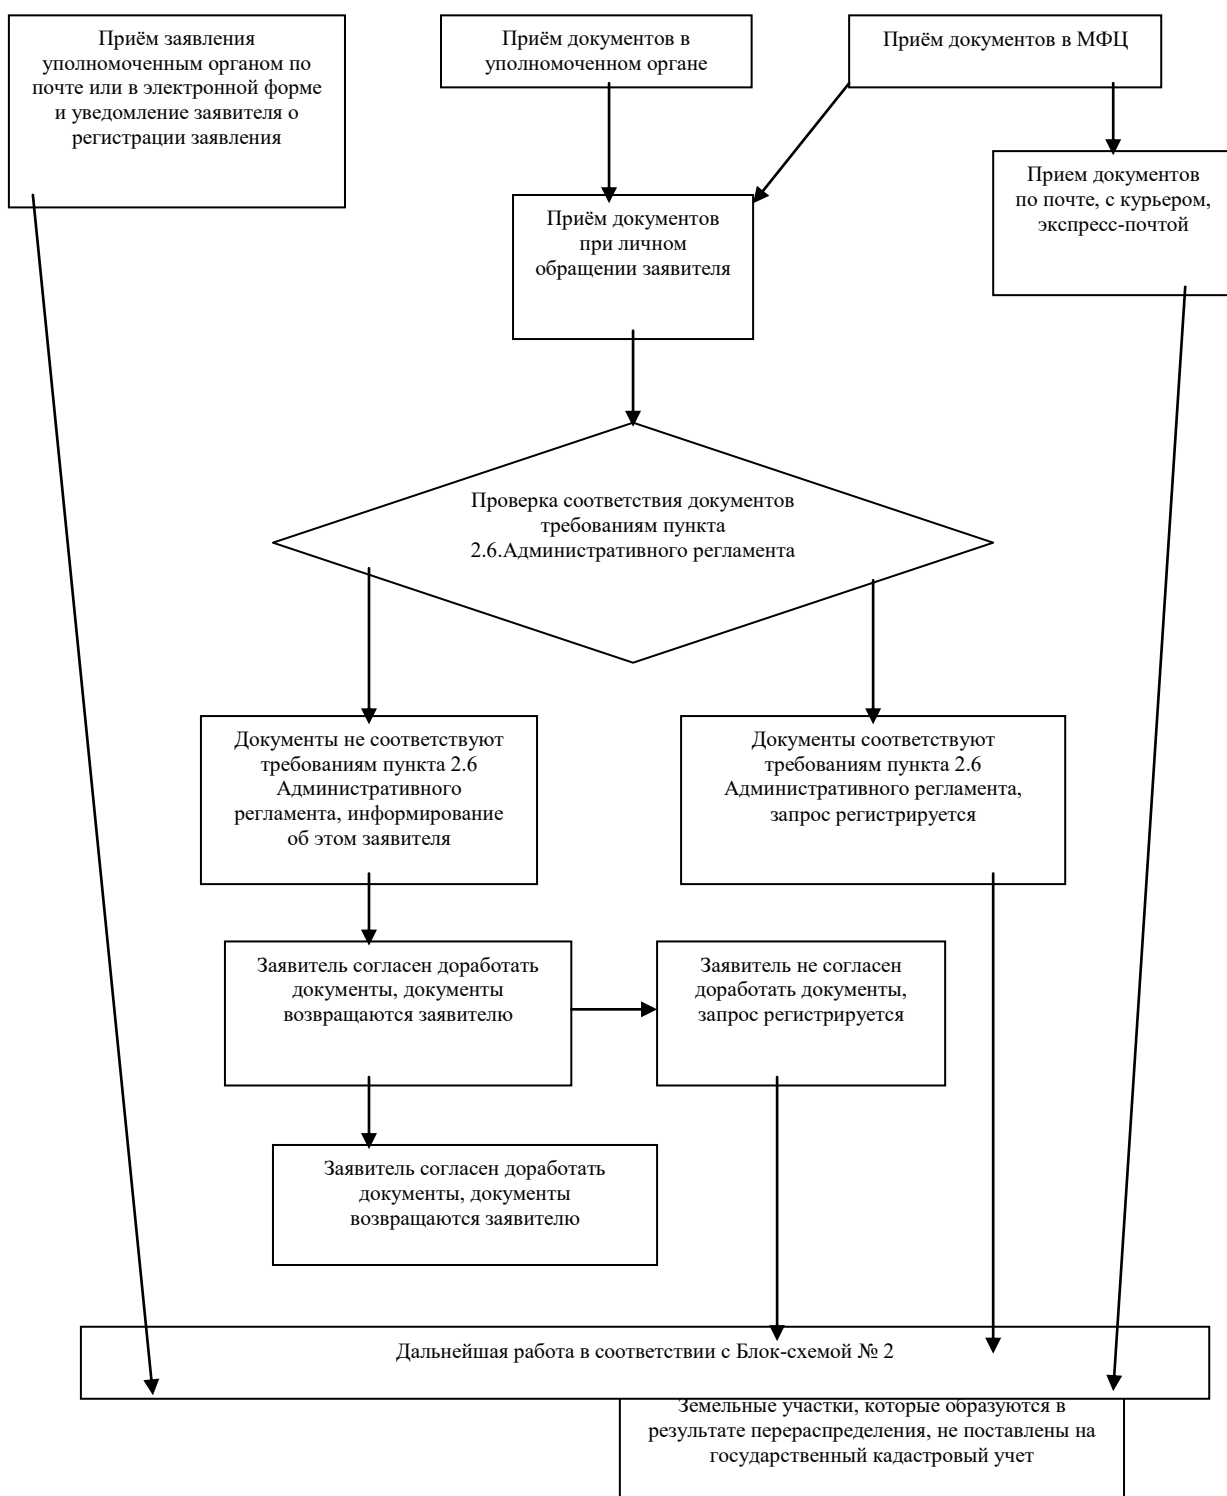 Приём заявления
уполномоченным органом по
почте или в электронной форме
и уведомление заявителя о
регистрации заявления
Приём документов в
уполномоченном органе
Приём документов в МФЦ
Прием документов
по почте, с курьером,
экспресс-почтой
Приём документов
при личном
обращении заявителя
Проверка соответствия документов
требованиям пункта
2.6.Административного регламента
Документы не соответствуют
требованиям пункта 2.6
Административного
регламента, информирование
об этом заявителя
Документы соответствуют
требованиям пункта 2.6
Административного регламента,
запрос регистрируется
Заявитель согласен доработать
документы, документы
возвращаются заявителю
Заявитель не согласен
доработать документы,
запрос регистрируется
Заявитель согласен доработать
документы, документы
возвращаются заявителю
Дальнейшая работа в соответствии с Блок-схемой № 2
Земельные участки, которые образуются в
результате перераспределения, не поставлены на
государственный кадастровый учет